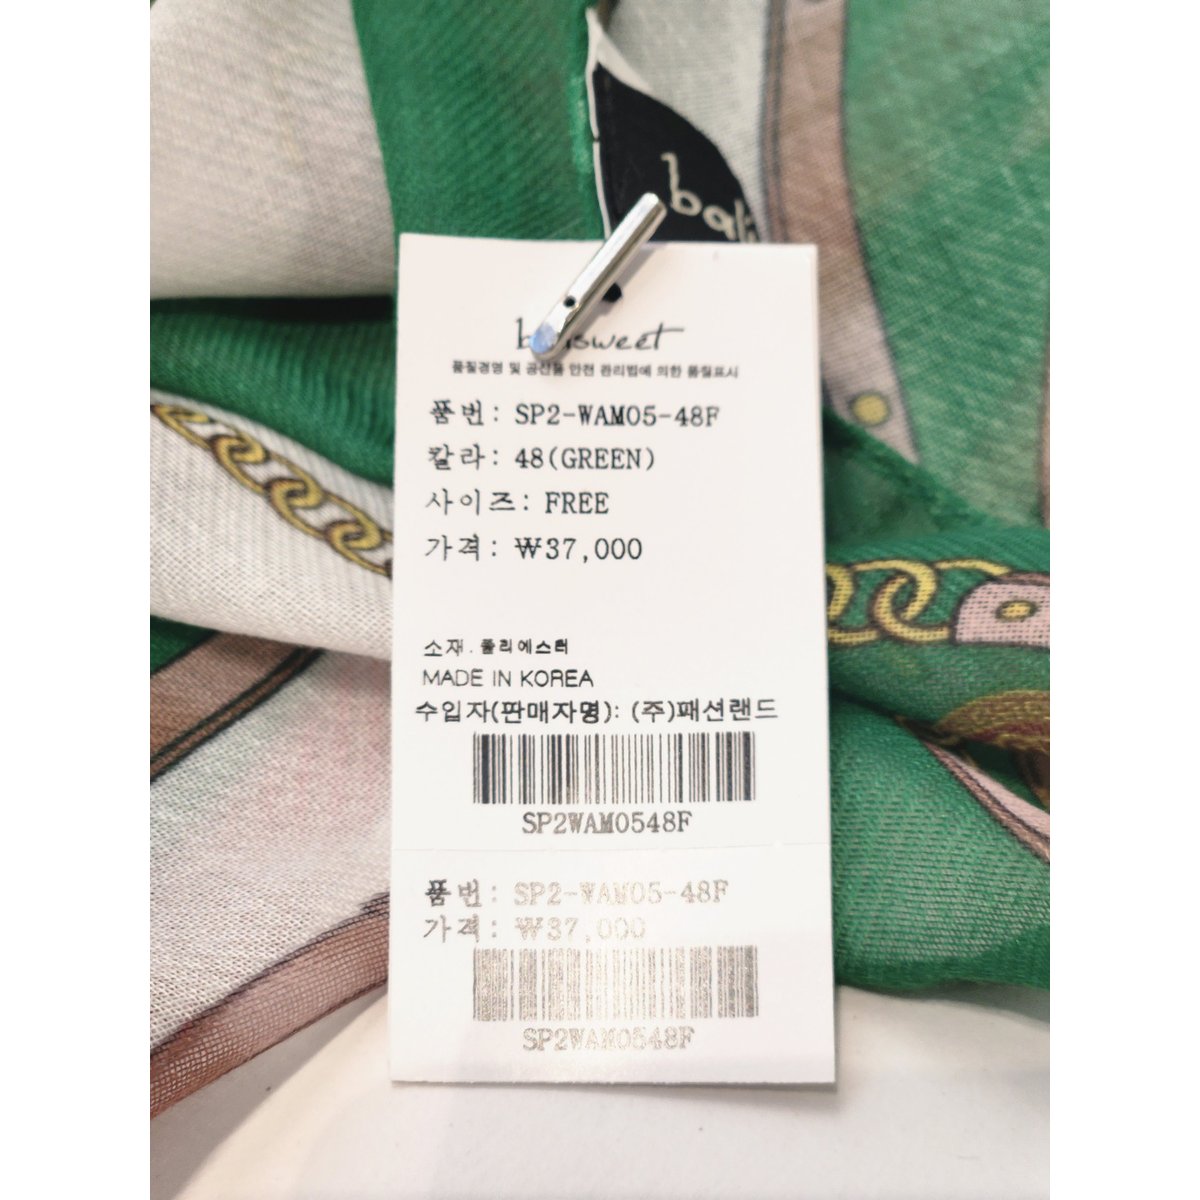 품질경영 및 공산품 안전 관리법에 의한 품질표시
품번: SP2-WAM05-48F
칼라: 48(GREEN)
사이즈: FREE
가격: ₩37,000
소재. 폴리에스터
MADE IN KOREA
수입자(판매자명): (주)패션랜드
SP2WAM0548F
품번: SP2-WAM05-48F
가격: ₩37,000
SP2WAM0548F